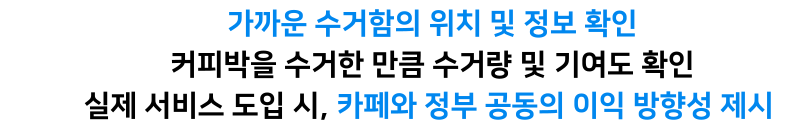 가까운 수거함의 위치 및 정보 확인
커피박을 수거한 만큼 수거량 및 기여도 확인
실제 서비스 도입 시, 카페와 정부 공동의 이익 방향성 제시